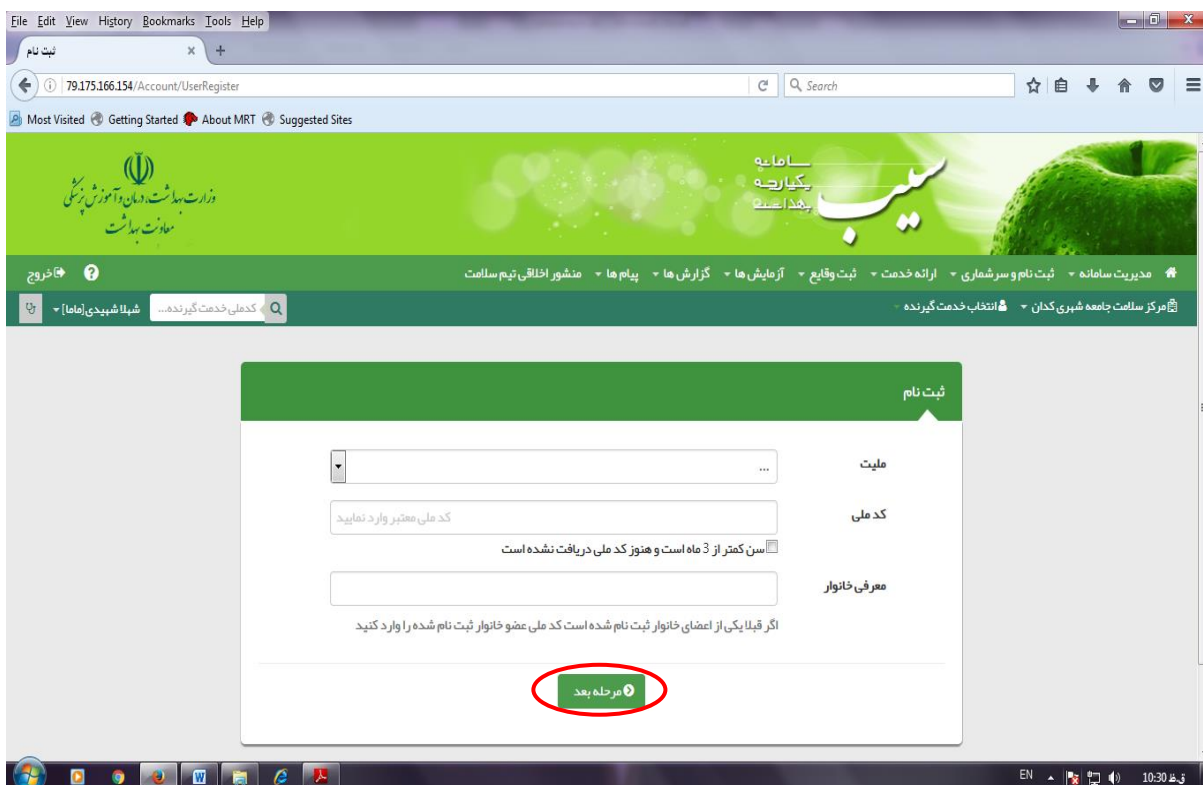 File Edit View History Bookmarks Tools Help
ثبت نام × +
79.175.166.154/Account/UserRegister
Search
Most Visited Getting Started About MRT Suggested Sites
وزارت بهداشت، درمان و آموزش پزشکی
معاونت بهداشت
سامانه
یکپارچه
بهداشت
سیب
مدیریت سامانه ثبت نام و سرشماری ارائه خدمت ثبت وقایع آزمایش ها گزارش ها پیام ها منشور اخلاقی تیم سلامت ? خروج
مرکز سلامت جامعه شهری کدان انتخاب خدمت گیرنده کدملی خدمت گیرنده... شهلا شهیدی[ماما]
ثبت نام
ملیت ...
کد ملی کد ملی معتبر وارد نمایید
سن کمتر از 3 ماه است و هنوز کد ملی دریافت نشده است
معرفی خانوار
اگر قبلا یکی از اعضای خانوار ثبت نام شده است کد ملی عضو خانوار ثبت نام شده را وارد کنید
مرحله بعد
EN 10:30 ق.ظ